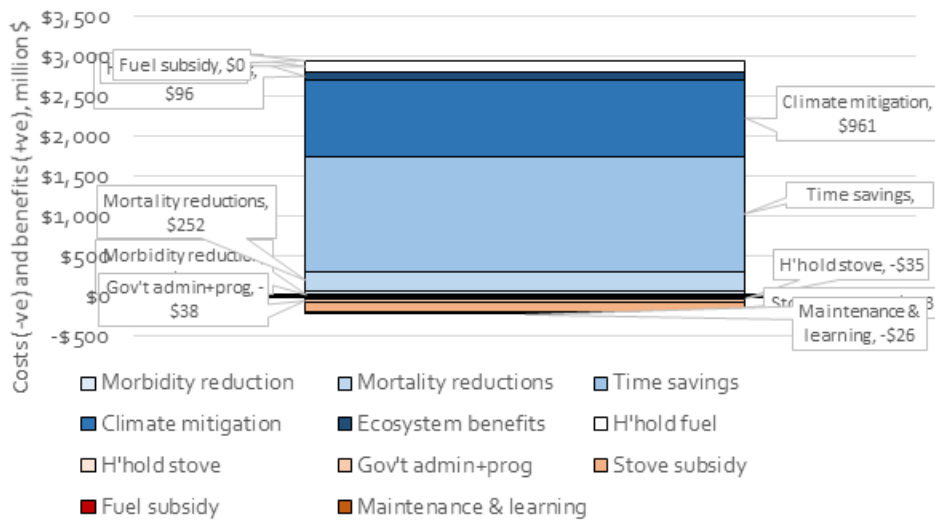 Costs (-ve) and benefits (+ve), million $
$3,500
$3,000
$2,500
$2,000
$1,500
$1,000
$500
$0
-$500
Fuel subsidy, $0
$96
Climate mitigation,
$961
Mortality reductions,
$252
Time savings,
Morbidity reduction,
H'hold stove, -$35
Gov't admin+prog, -
$38
Maintenance &
learning, -$26
Morbidity reduction
Mortality reductions
Time savings
Climate mitigation
Ecosystem benefits
H'hold fuel
H'hold stove
Gov't admin+prog
Stove subsidy
Fuel subsidy
Maintenance & learning